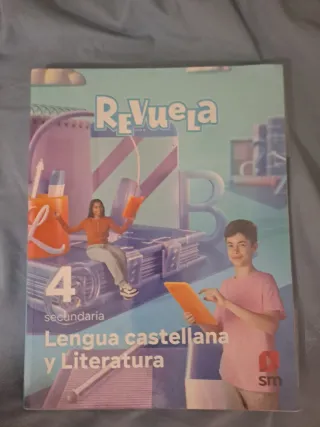 REVUELA
B
4
secundaria
Lengua castellana
y Literatura
sm